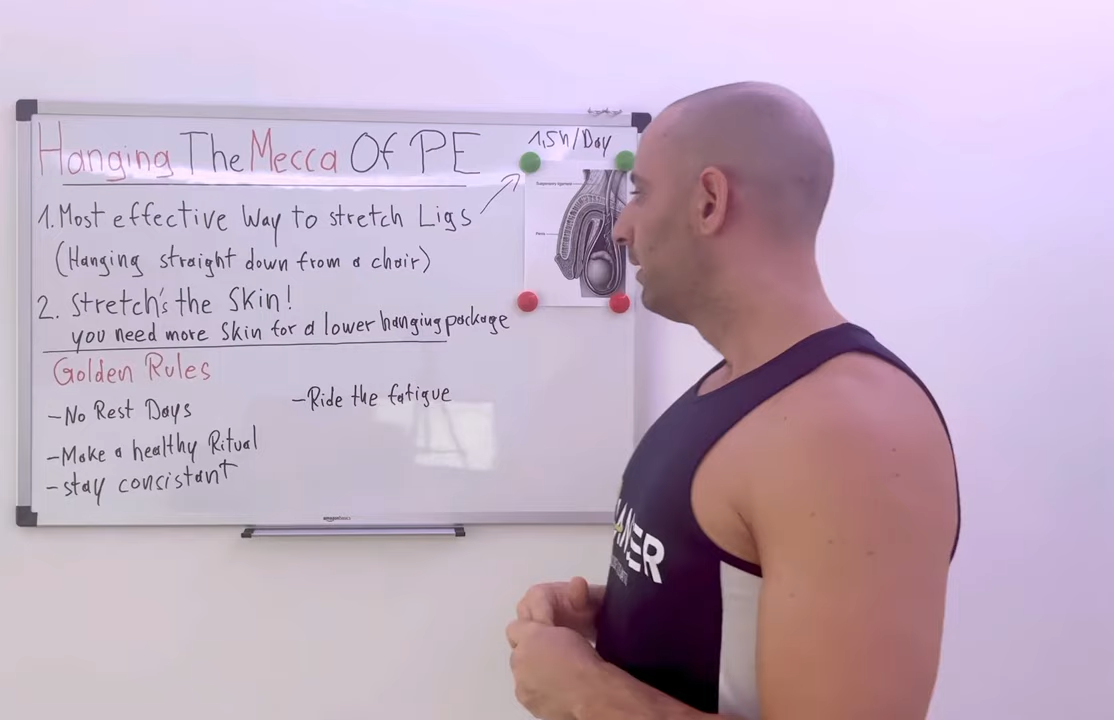 Hanging The Mecca Of PE
1,5h/Day
1. Most effective Way to stretch Ligs
(Hanging straight down from a chair)
2. Stretch's the Skin!
you need more Skin for a lower hanging package
Golden Rules
-No Rest Days
-Make a healthy Ritual
-stay consistant
-Ride the fatigue
Suspensory ligament
Penis
amazonbasics